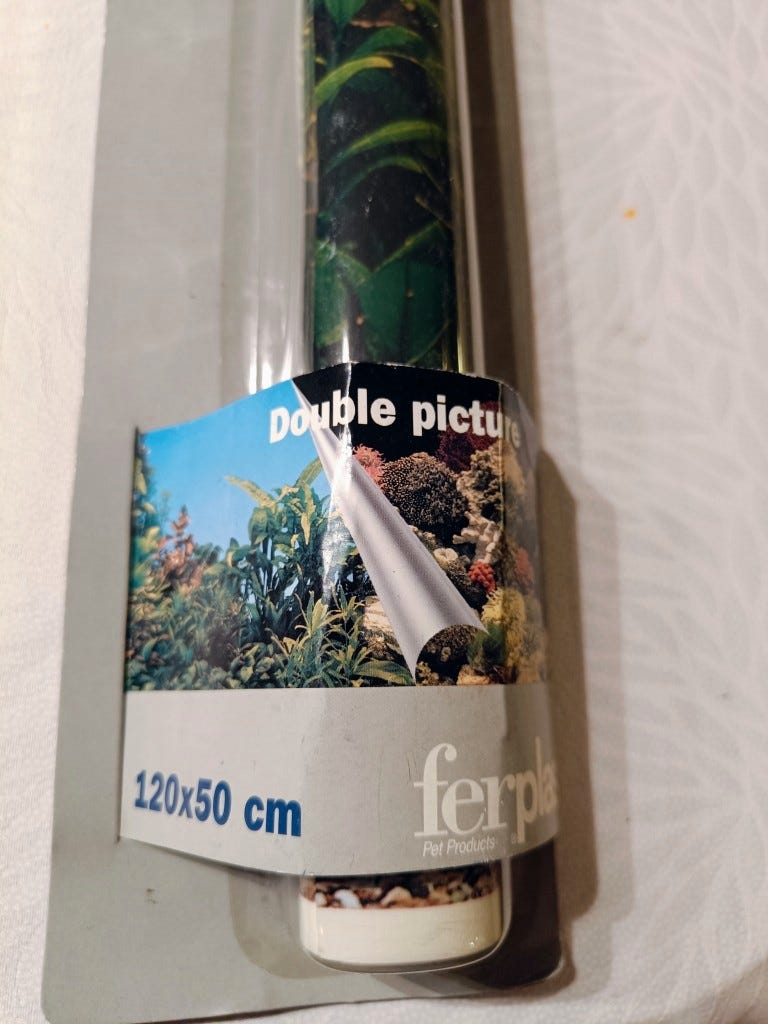 Double picture
120x50 cm
ferplas
Pet Products